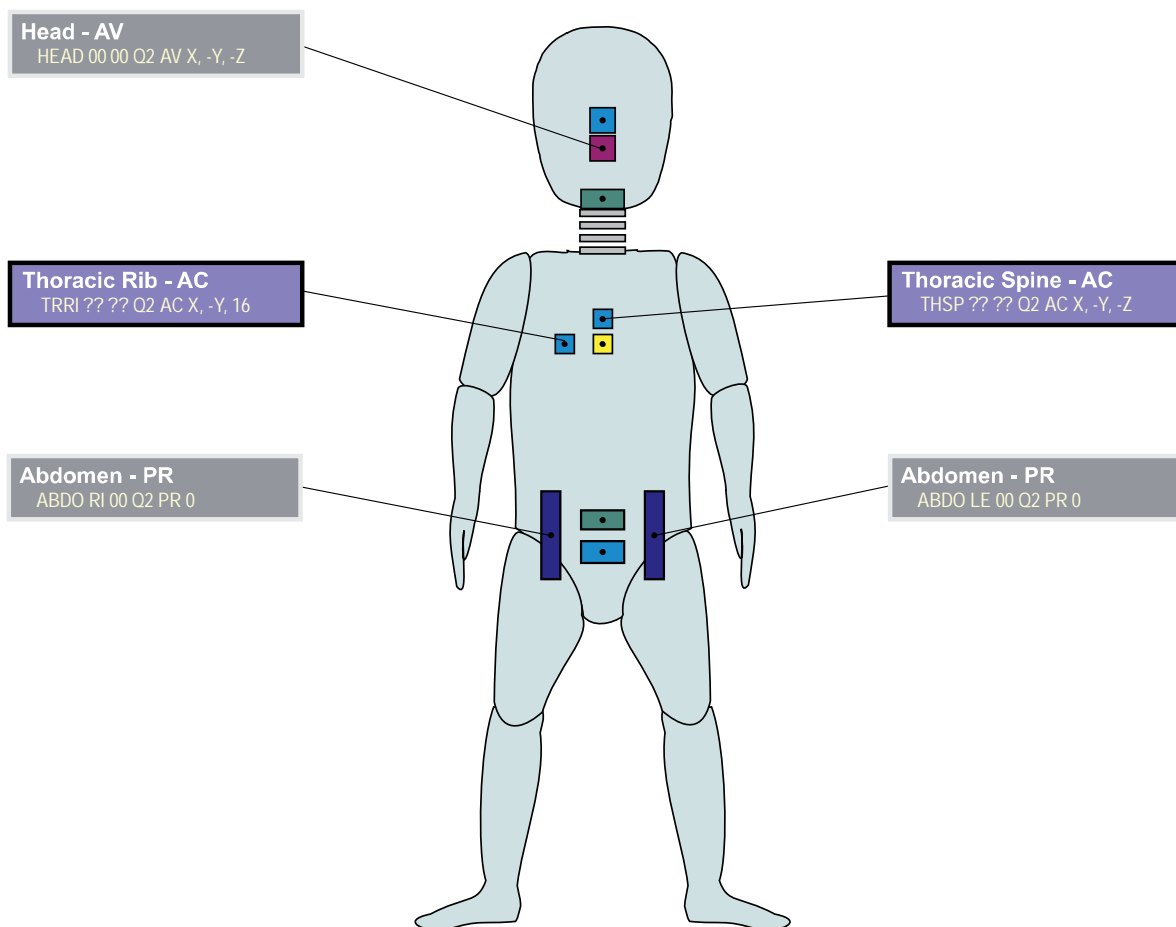 Head - AV
HEAD 00 00 Q2 AV X, -Y, -Z
Thoracic Rib - AC
TRRI ?? ?? Q2 AC X, -Y, 16
Thoracic Spine - AC
THSP ?? ?? Q2 AC X, -Y, -Z
Abdomen - PR
ABDO RI 00 Q2 PR 0
Abdomen - PR
ABDO LE 00 Q2 PR 0